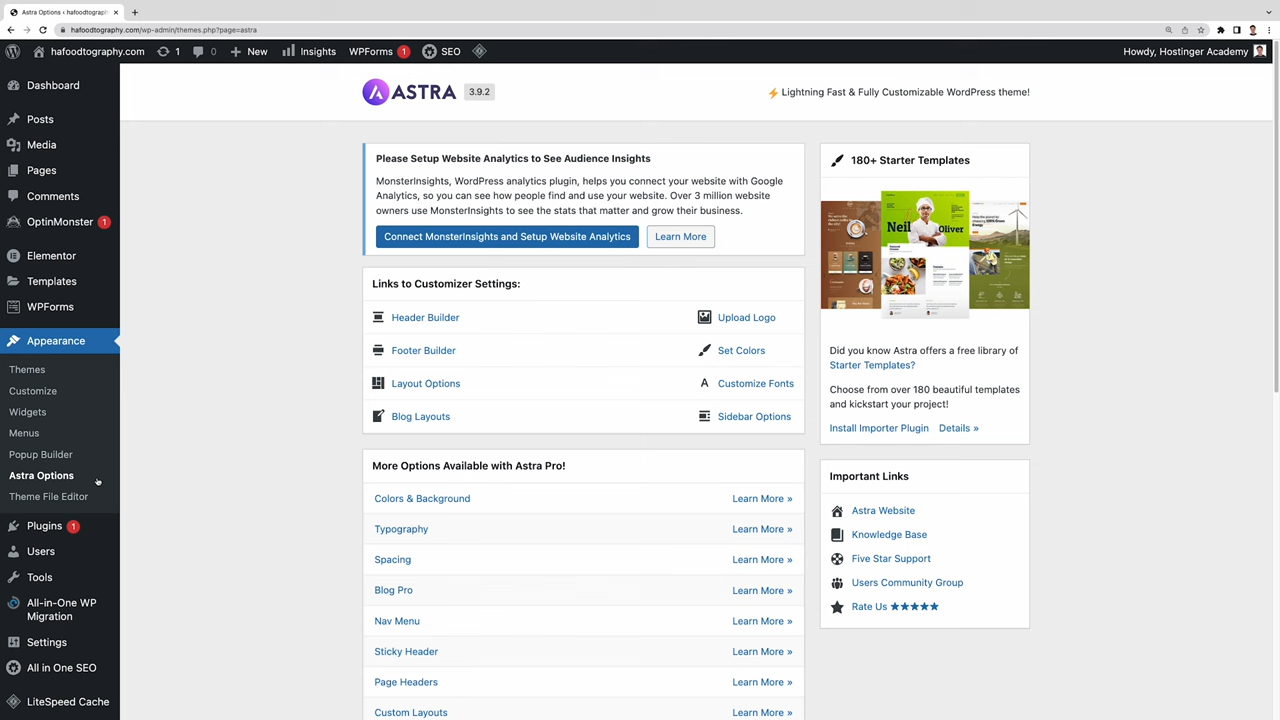 Astra Options ‹ hafoodtography.c
hafoodtography.com/wp-admin/themes.php?page=astra
hafoodtography.com 1 0 New Insights WPForms 1 SEO Howdy, Hostinger Academy
Dashboard
Posts
Media
Pages
Comments
OptinMonster 1
Elementor
Templates
WPForms
Appearance
Themes
Customize
Widgets
Menus
Popup Builder
Astra Options
Theme File Editor
Plugins 1
Users
Tools
All-in-One WP
Migration
Settings
All in One SEO
LiteSpeed Cache
ASTRA 3.9.2
Lightning Fast & Fully Customizable WordPress theme!
Please Setup Website Analytics to See Audience Insights
MonsterInsights, WordPress analytics plugin, helps you connect your website with Google
Analytics, so you can see how people find and use your website. Over 3 million website
owners use MonsterInsights to see the stats that matter and grow their business.
Connect MonsterInsights and Setup Website Analytics Learn More
Links to Customizer Settings:
Header Builder Upload Logo
Footer Builder Set Colors
Layout Options Customize Fonts
Blog Layouts Sidebar Options
More Options Available with Astra Pro!
Colors & Background Learn More »
Typography Learn More »
Spacing Learn More »
Blog Pro Learn More »
Nav Menu Learn More »
Sticky Header Learn More »
Page Headers Learn More »
Custom Layouts Learn More »
180+ Starter Templates
Neil
Oliver
Did you know Astra offers a free library of
Starter Templates?
Choose from over 180 beautiful templates
and kickstart your project!
Install Importer Plugin Details »
Important Links
Astra Website
Knowledge Base
Five Star Support
Users Community Group
Rate Us ★★★★★